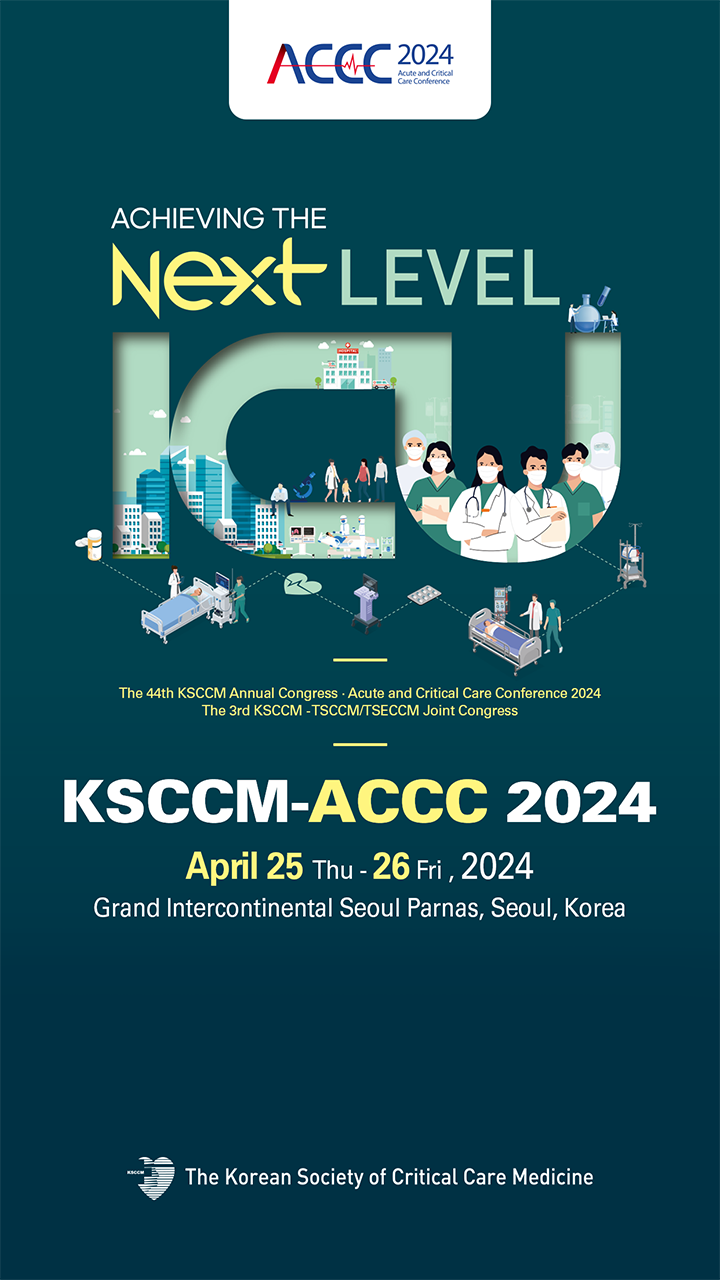 ACCC 2024
Acute and Critical
Care Conference
ACHIEVING THE
Next LEVEL
HOSPITAL
ICU
The 44th KSCCM Annual Congress · Acute and Critical Care Conference 2024
The 3rd KSCCM - TSCCM/TSECCM Joint Congress
KSCCM-ACCC 2024
April 25 Thu - 26 Fri , 2024
Grand Intercontinental Seoul Parnas, Seoul, Korea
KSCCM
The Korean Society of Critical Care Medicine